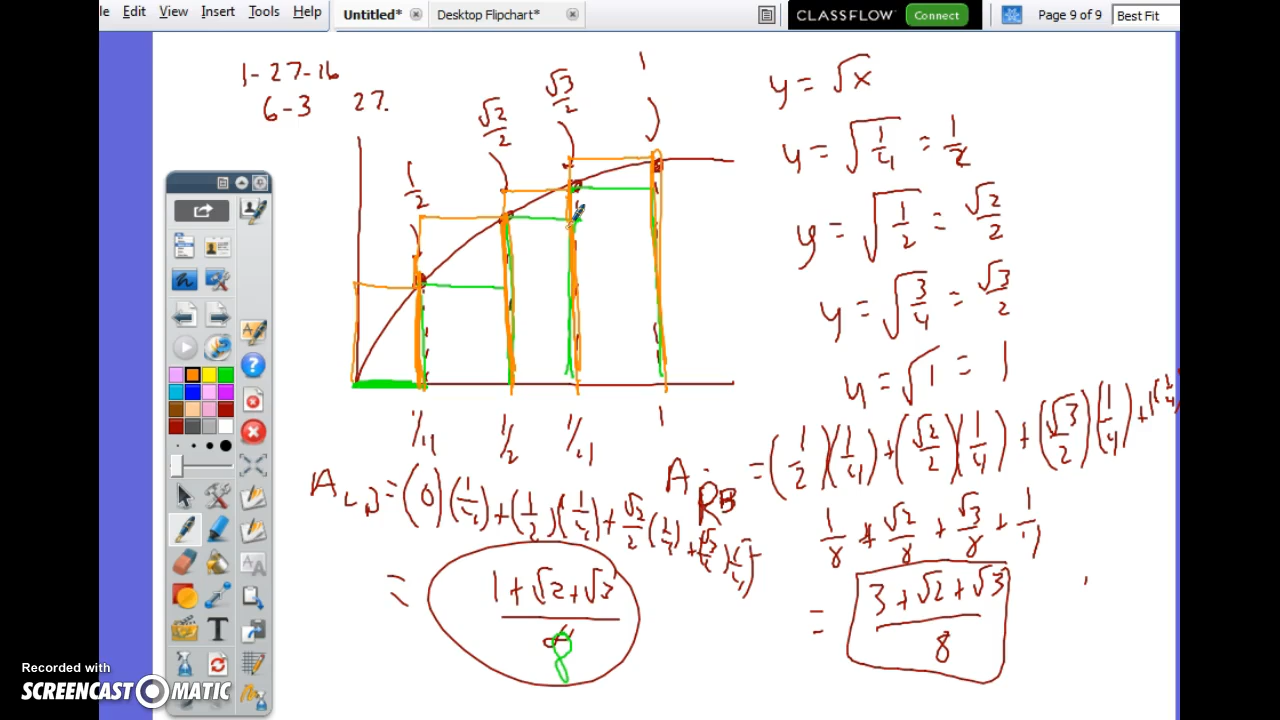 le Edit View Insert Tools Help
Untitled* Desktop Flipchart*
CLASSFLOW Connect
Page 9 of 9 Best Fit
1-27-16
6-3 27.
1/2
√2/2
√3/2
1
1/4
1/2
1/4
1
y = √x
y = √1/4 = 1/2
y = √1/2 = √2/2
y = √3/4 = √3/2
y = √1 = 1
A LB = (0)(1/4) + (1/2)(1/4) + √2/2(1/4) + √3/2)(1/4)
= 1 + √2 + √3 / 8
A RB = (1/2)(1/4) + (√2/2)(1/4) + (√3/2)(1/4) + 1(1/4)
1/8 + √2/8 + √3/8 + 1/4
= 3 + √2 + √3 / 8
T
Recorded with
SCREENCAST MATIC